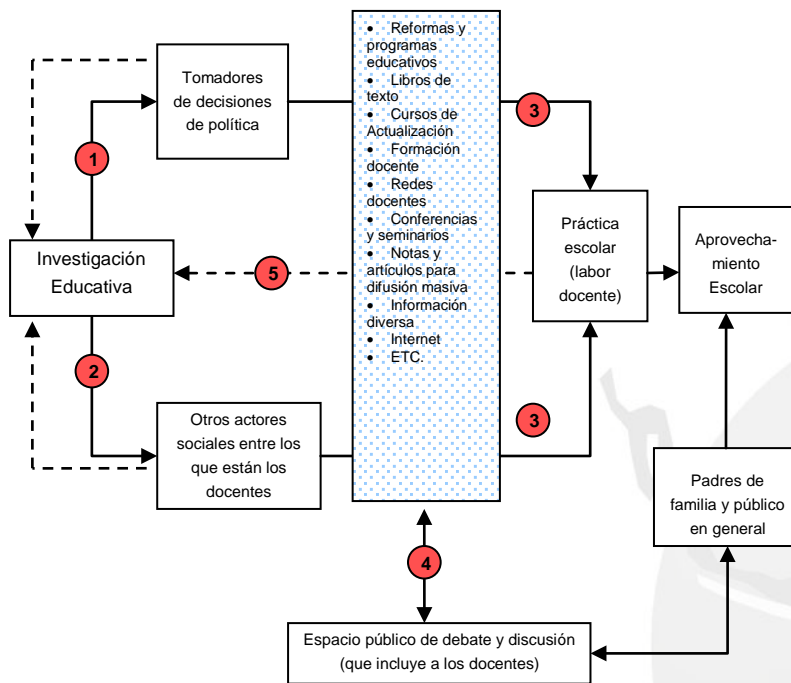 Tomadores
de decisiones
de política
● Reformas y
programas
educativos
● Libros de
texto
● Cursos de
Actualización
● Formación
docente
● Redes
docentes
● Conferencias
y seminarios
● Notas y
artículos para
difusión masiva
● Información
diversa
● Internet
● ETC.
3
1
Práctica
escolar
(labor
docente)
Aprovecha-
miento
Escolar
Investigación
Educativa
5
2
Otros actores
sociales entre los
que están los
docentes
3
Padres de
familia y público
en general
4
Espacio público de debate y discusión
(que incluye a los docentes)